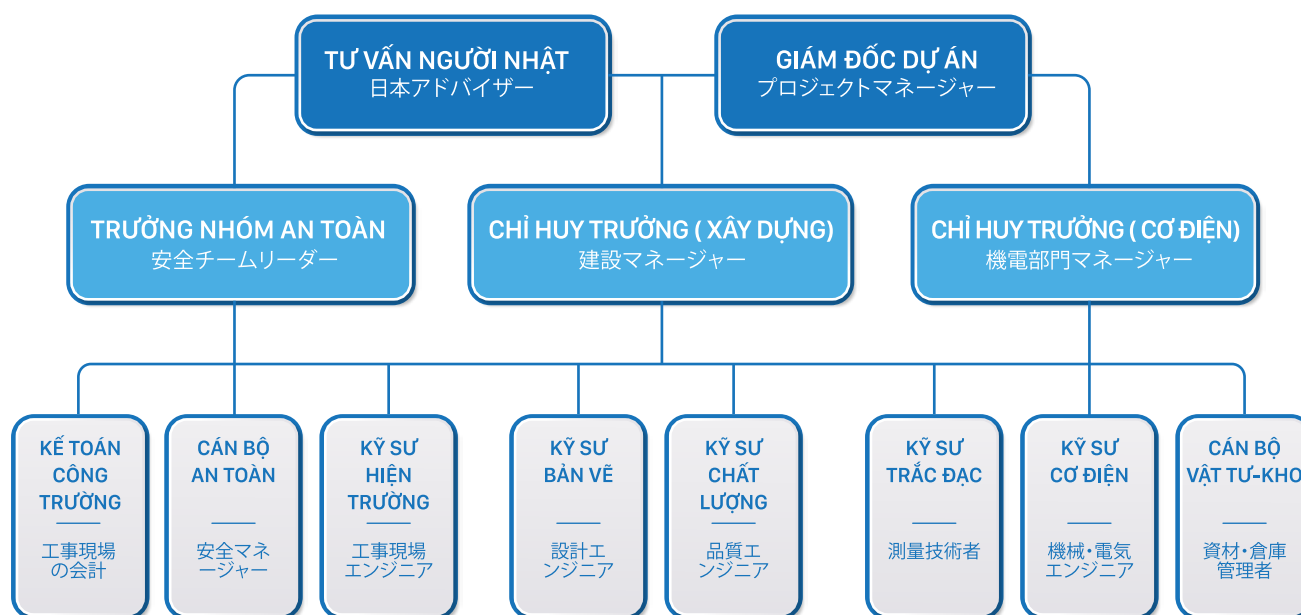 TƯ VẤN NGƯỜI NHẬT
日本アドバイザー
GIÁM ĐỐC DỰ ÁN
プロジェクトマネージャー
TRƯỞNG NHÓM AN TOÀN
安全チームリーダー
CHỈ HUY TRƯỞNG ( XÂY DỰNG)
建設マネージャー
CHỈ HUY TRƯỞNG ( CƠ ĐIỆN)
機電部門マネージャー
KẾ TOÁN
CÔNG
TRƯỜNG
工事現場
の会計
CÁN BỘ
AN TOÀN
安全マネ
ージャー
KỸ SƯ
HIỆN
TRƯỜNG
工事現場
エンジニア
KỸ SƯ
BẢN VẼ
設計エ
ンジニア
KỸ SƯ
CHẤT
LƯỢNG
品質エ
ンジニア
KỸ SƯ
TRẮC ĐẠC
測量技術者
KỸ SƯ
CƠ ĐIỆN
機械・電気
エンジニア
CÁN BỘ
VẬT TƯ-KHO
資材・倉庫
管理者